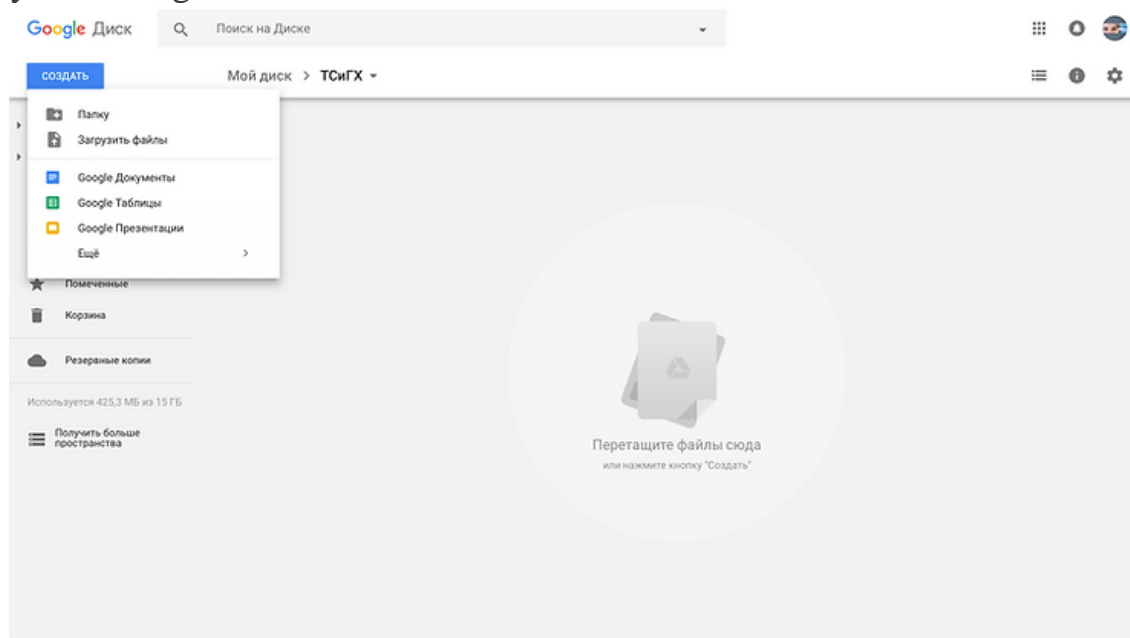 Google Диск
Поиск на Диске
СОЗДАТЬ
Мой диск > ТСиГХ
Папку
Загрузить файлы
Google Документы
Google Таблицы
Google Презентации
Ещё >
Помеченные
Корзина
Резервные копии
Используется 425,3 МБ из 15 ГБ
Получить больше
пространства
Перетащите файлы сюда
или нажмите кнопку "Создать"